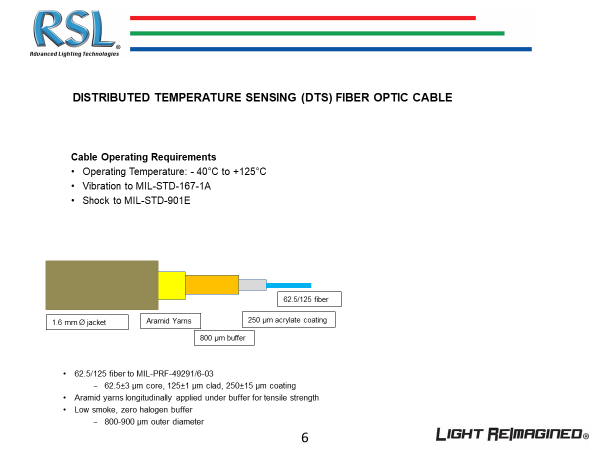 RSL®
Advanced Lighting Technologies
DISTRIBUTED TEMPERATURE SENSING (DTS) FIBER OPTIC CABLE
Cable Operating Requirements
• Operating Temperature: - 40°C to +125°C
• Vibration to MIL-STD-167-1A
• Shock to MIL-STD-901E
62.5/125 fiber
1.6 mm Ø jacket
Aramid Yarns
250 µm acrylate coating
800 µm buffer
• 62.5/125 fiber to MIL-PRF-49291/6-03
– 62.5±3 µm core, 125±1 µm clad, 250±15 µm coating
• Aramid yarns longitudinally applied under buffer for tensile strength
• Low smoke, zero halogen buffer
– 800-900 µm outer diameter
6
LIGHT REIMAGINED®